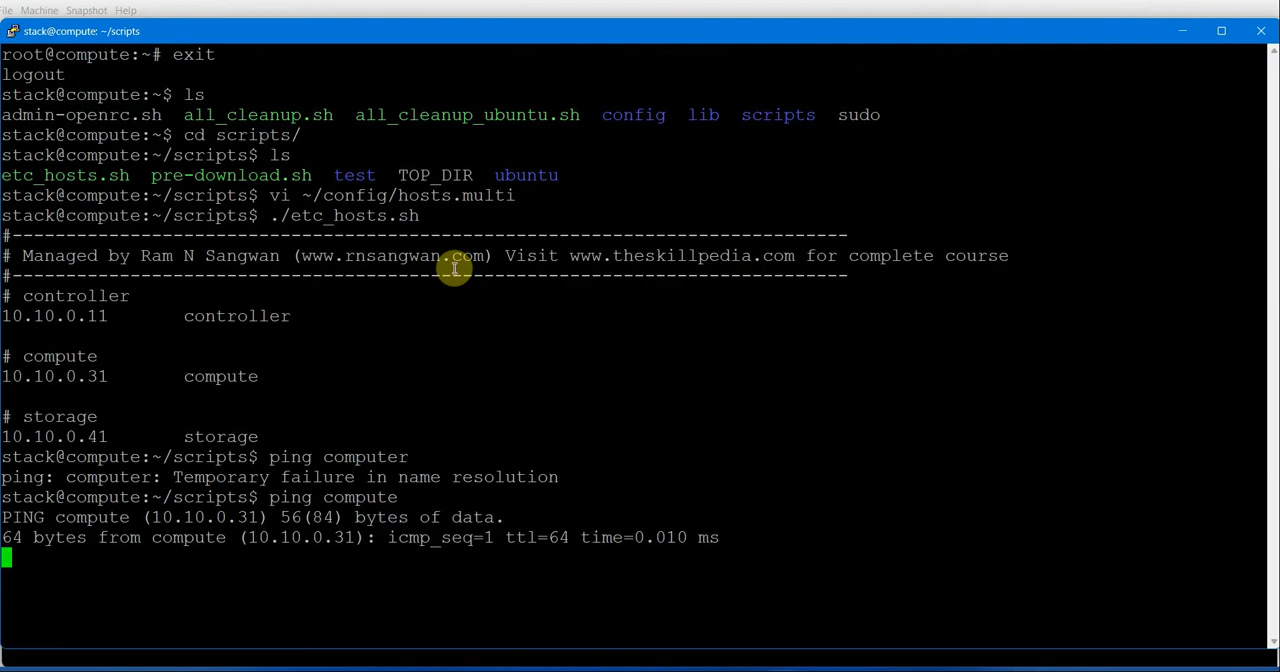 File Machine Snapshot Help
stack@compute: ~/scripts
root@compute:~# exit
logout
stack@compute:~$ ls
admin-openrc.sh  all_cleanup.sh  all_cleanup_ubuntu.sh  config  lib  scripts  sudo
stack@compute:~$ cd scripts/
stack@compute:~/scripts$ ls
etc_hosts.sh  pre-download.sh  test  TOP_DIR  ubuntu
stack@compute:~/scripts$ vi ~/config/hosts.multi
stack@compute:~/scripts$ ./etc_hosts.sh
#------------------------------------------------------------------------------
# Managed by Ram N Sangwan (www.rnsangwan.com) Visit www.theskillpedia.com for complete course
#------------------------------------------------------------------------------
# controller
10.10.0.11       controller
# compute
10.10.0.31       compute
# storage
10.10.0.41       storage
stack@compute:~/scripts$ ping computer
ping: computer: Temporary failure in name resolution
stack@compute:~/scripts$ ping compute
PING compute (10.10.0.31) 56(84) bytes of data.
64 bytes from compute (10.10.0.31): icmp_seq=1 ttl=64 time=0.010 ms